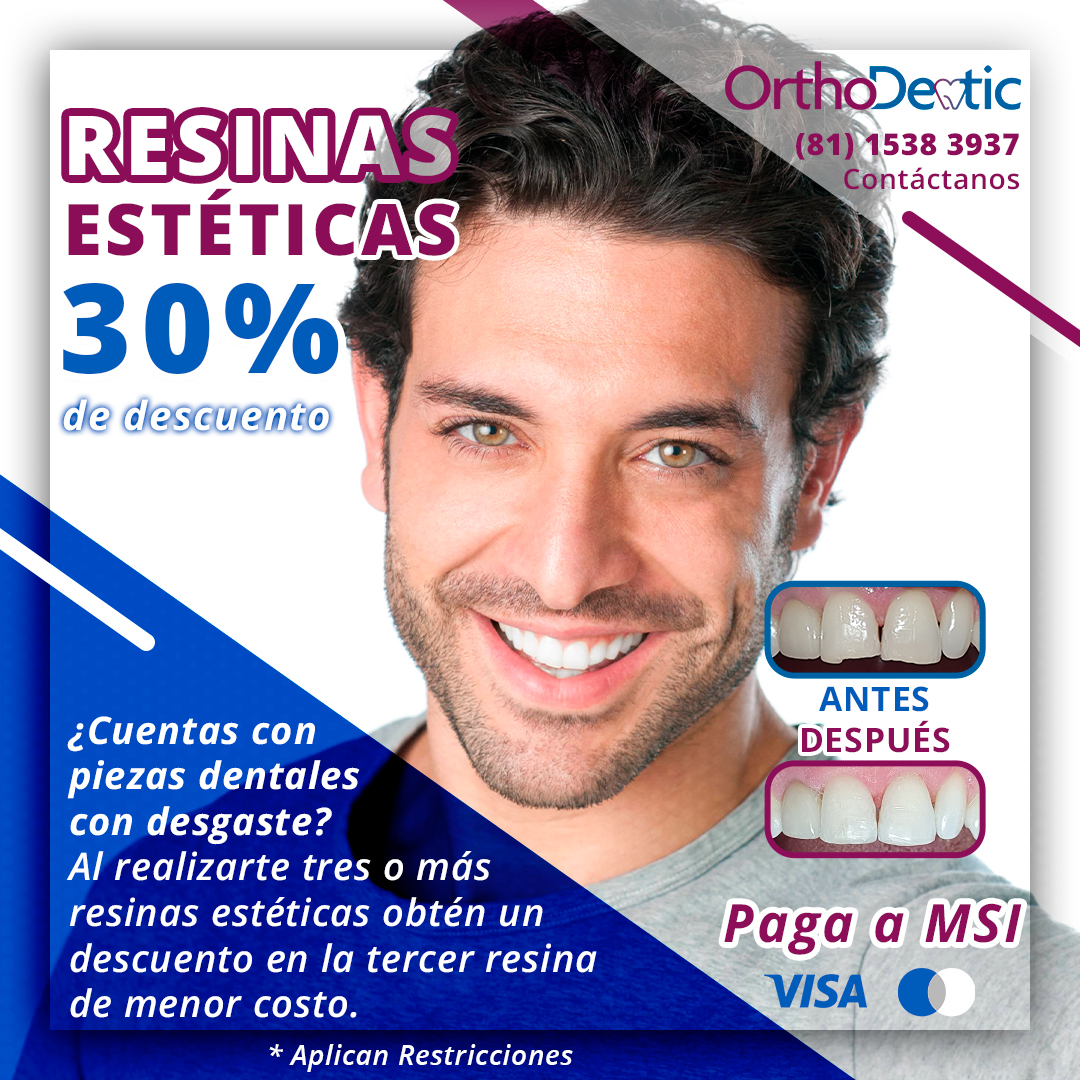 RESINAS
ESTÉTICAS
30%
de descuento
OrthoDentic
(81) 1538 3937
Contáctanos
ANTES
DESPUÉS
¿Cuentas con
piezas dentales
con desgaste?
Al realizarte tres o más
resinas estéticas obtén un
descuento en la tercer resina
de menor costo.
Paga a MSI
VISA
* Aplican Restricciones